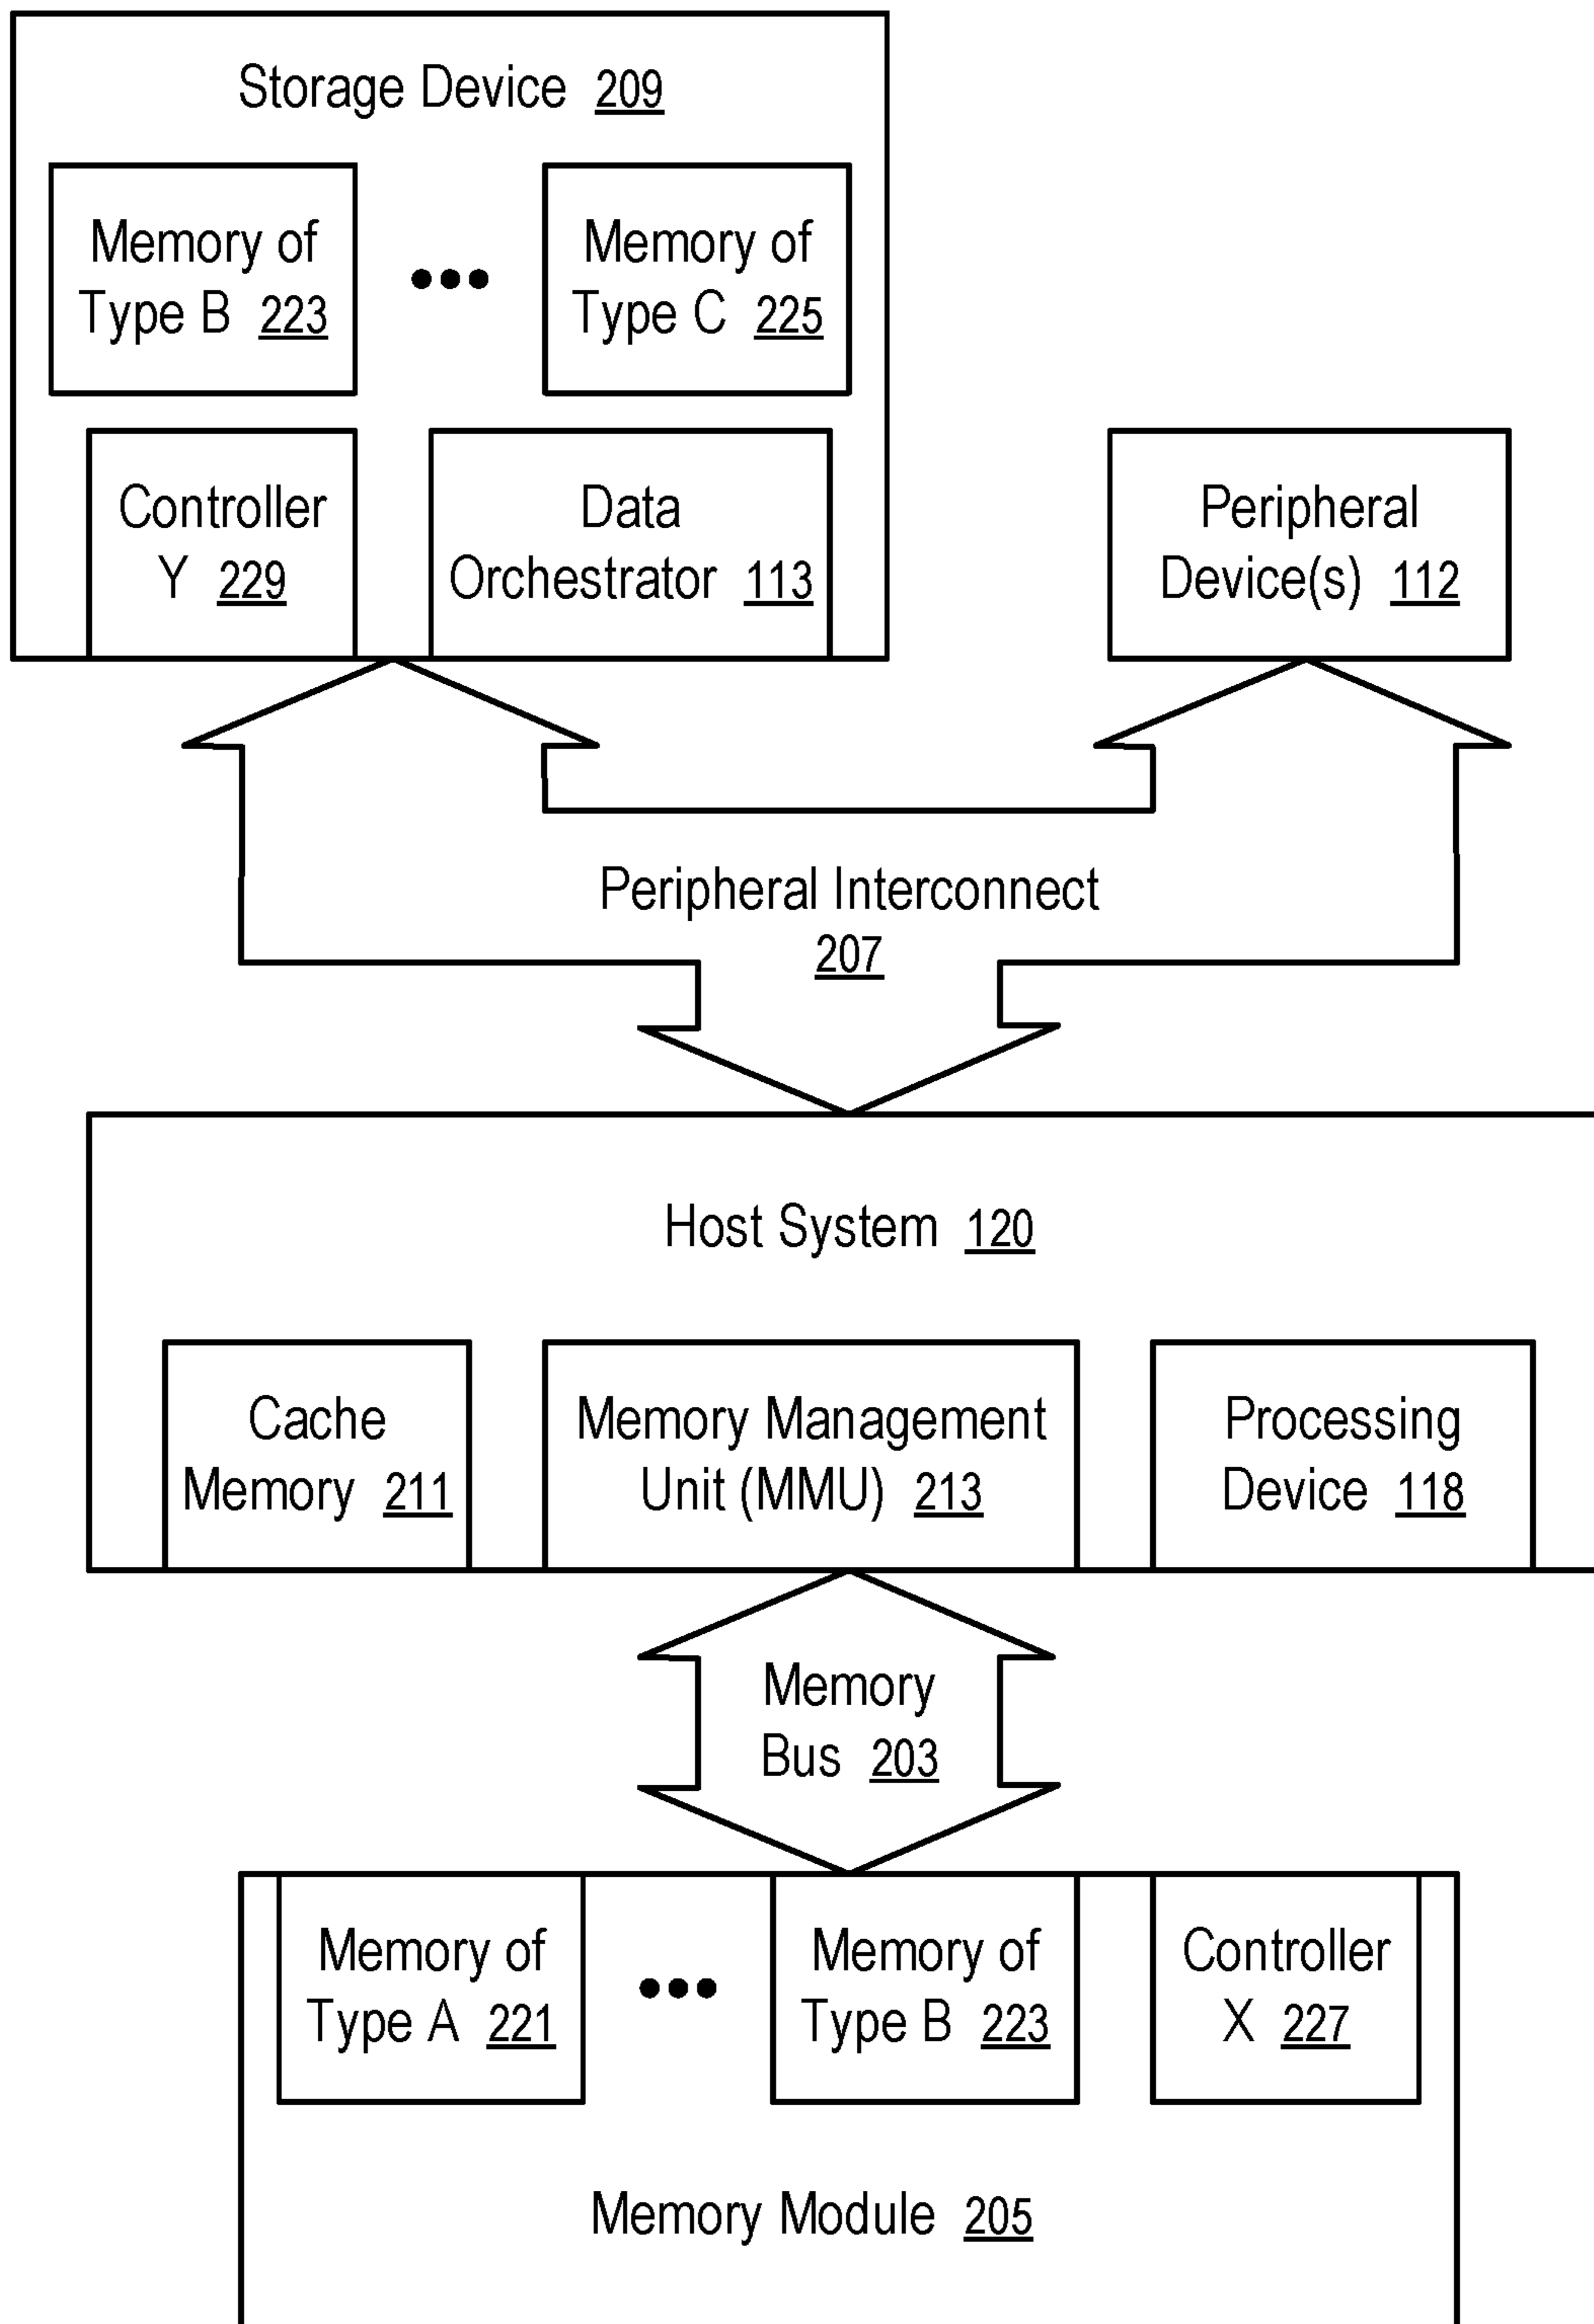 Storage Device 209
Memory of
Type B 223
Memory of
Type C 225
Controller
Y 229
Data
Orchestrator 113
Peripheral
Device(s) 112
Peripheral Interconnect
207
Host System 120
Cache
Memory 211
Memory Management
Unit (MMU) 213
Processing
Device 118
Memory
Bus 203
Memory of
Type A 221
Memory of
Type B 223
Controller
X 227
Memory Module 205